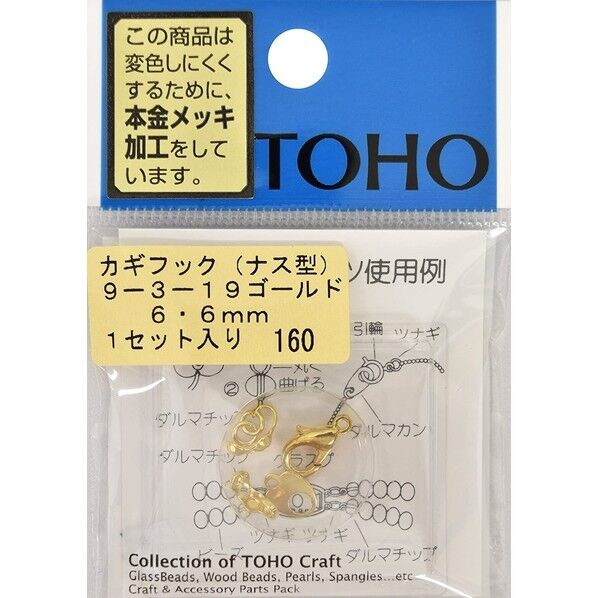 この商品は
変色しにくく
するために、
本金メッキ
加工をして
います。
TOHO
カギフック（ナス型）
９－３－１９ゴールド
６・６mm
１セット入り 160
ツ使用例
引輪 ツナギ
②
曲げる
ダルマチップ
ダルマカン
ダルマチップ
クラスプ
ツナギ ツナギ
ビーズ ダルマチップ
Collection of TOHO Craft
GlassBeads, Wood Beads, Pearls, Spangles...etc
Craft & Accessory Parts Pack